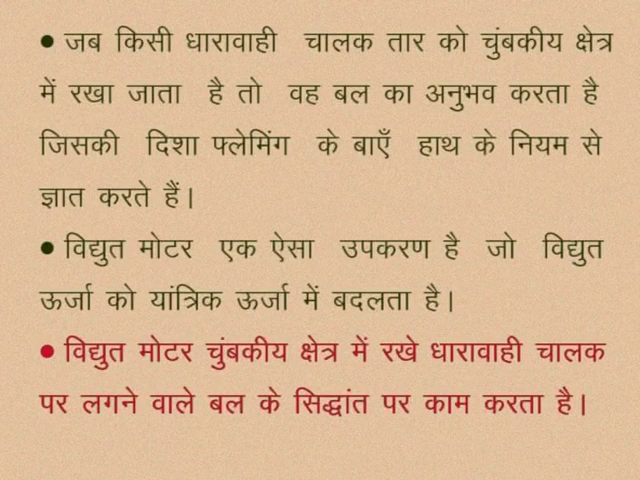 • जब किसी धारावाही चालक तार को चुंबकीय क्षेत्र
में रखा जाता है तो वह बल का अनुभव करता है
जिसकी दिशा फ्लेमिंग के बाएँ हाथ के नियम से
ज्ञात करते हैं।
• विद्युत मोटर एक ऐसा उपकरण है जो विद्युत
ऊर्जा को यांत्रिक ऊर्जा में बदलता है।
• विद्युत मोटर चुंबकीय क्षेत्र में रखे धारावाही चालक
पर लगने वाले बल के सिद्धांत पर काम करता है।